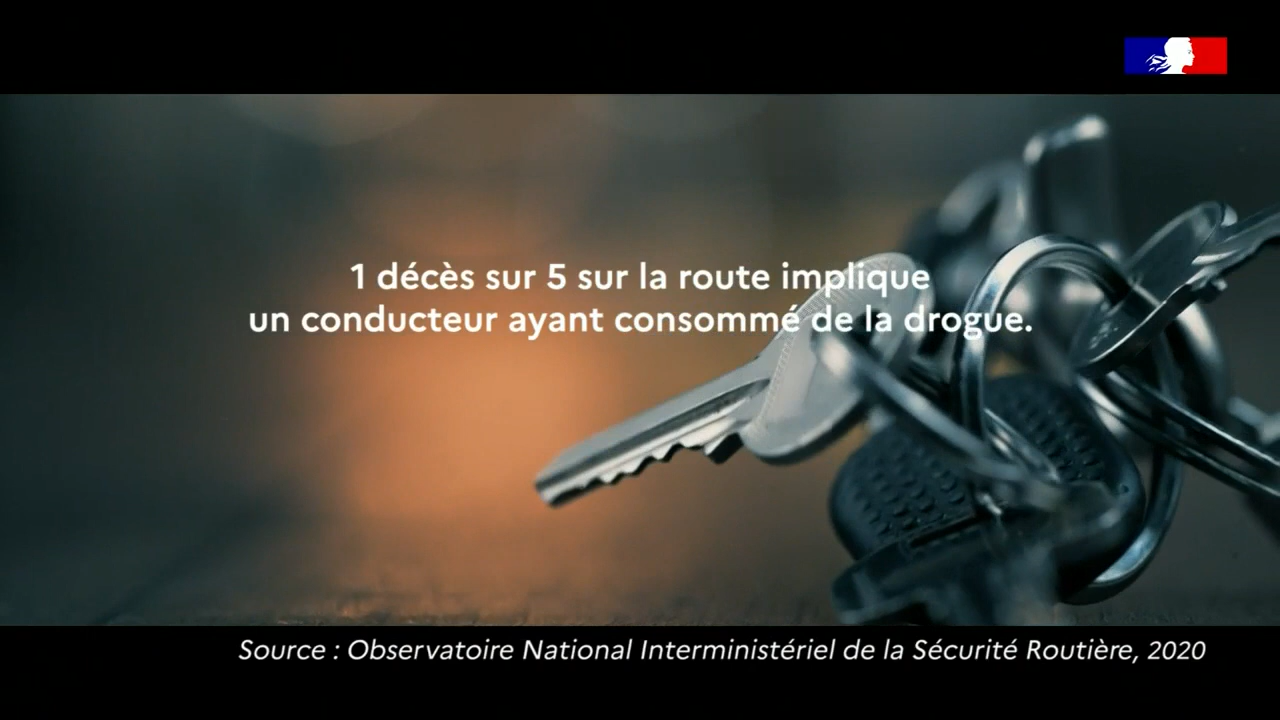 1 décès sur 5 sur la route implique
un conducteur ayant consommé de la drogue.
Source : Observatoire National Interministériel de la Sécurité Routière, 2020